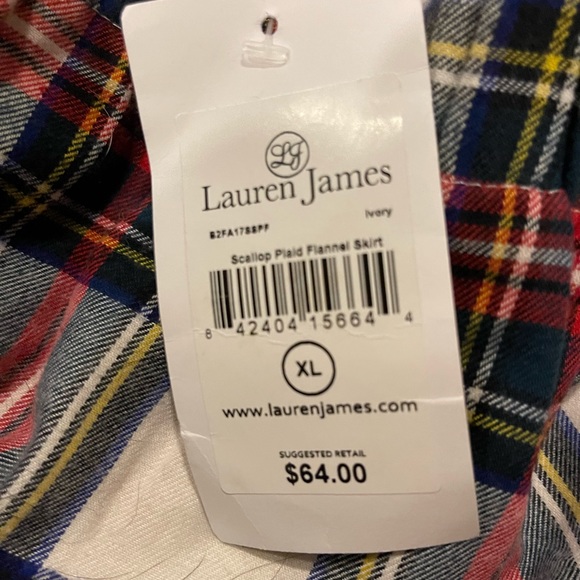 LJ
Lauren James
B2FA17SSPF Ivory
Scallop Plaid Flannel Skirt
8 42404 15664 4
XL
www.laurenjames.com
SUGGESTED RETAIL
$64.00